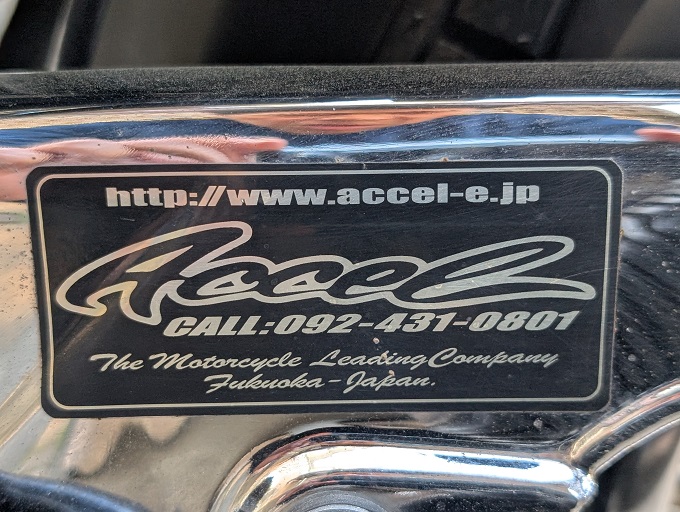 http://www.accel-e.jp
Accel
CALL:092-431-0801
The Motorcycle Leading Company
Fukuoka-Japan.